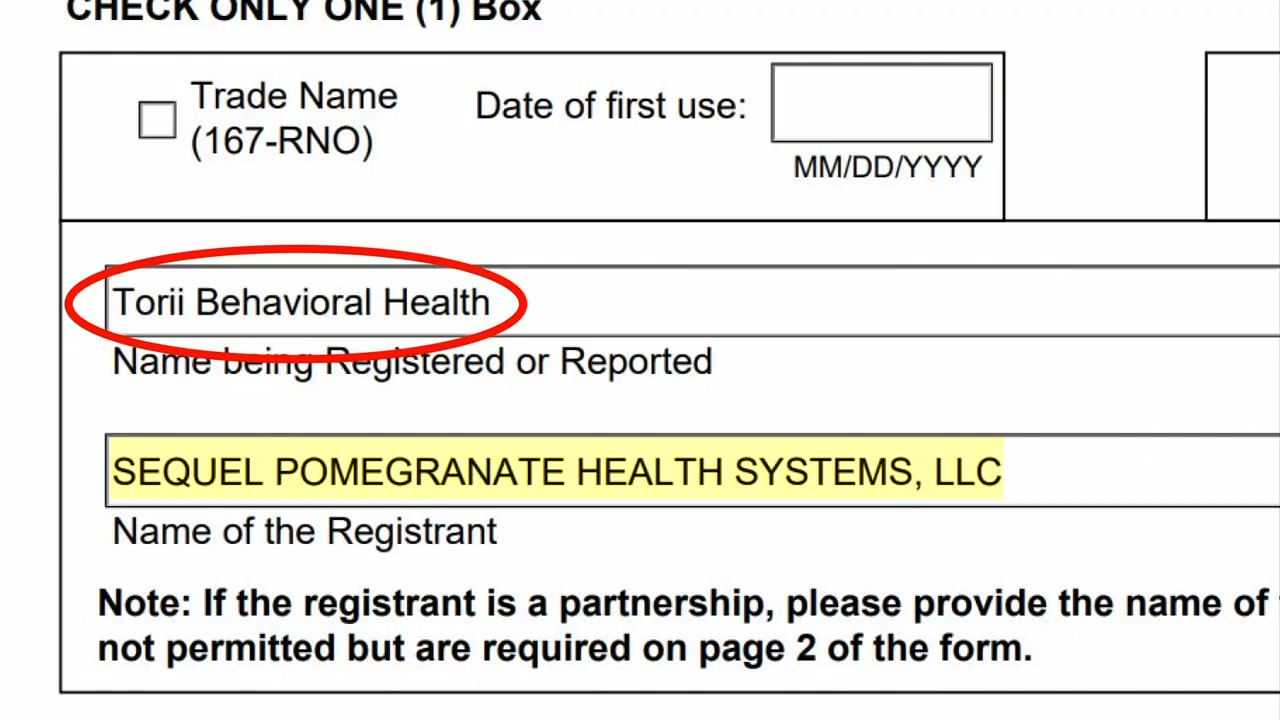 CHECK ONLY ONE (1) Box
Trade Name
(167-RNO)
Date of first use:
MM/DD/YYYY
Torii Behavioral Health
Name being Registered or Reported
SEQUEL POMEGRANATE HEALTH SYSTEMS, LLC
Name of the Registrant
Note: If the registrant is a partnership, please provide the name of
not permitted but are required on page 2 of the form.